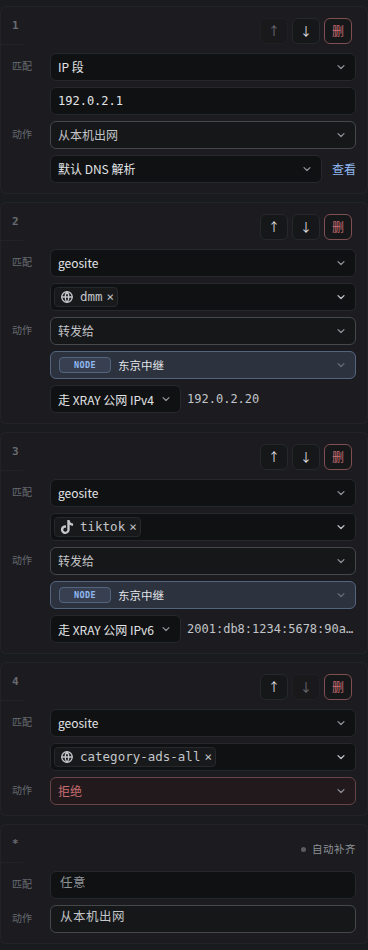 1 ↑ ↓ 删
匹配 IP 段
192.0.2.1
动作 从本机出网
默认 DNS 解析 查看
2 ↑ ↓ 删
匹配 geosite
dmm ×
动作 转发给
NODE 东京中继
走 XRAY 公网 IPv4 192.0.2.20
3 ↑ ↓ 删
匹配 geosite
tiktok ×
动作 转发给
NODE 东京中继
走 XRAY 公网 IPv6 2001:db8:1234:5678:90a…
4 ↑ ↓ 删
匹配 geosite
category-ads-all ×
动作 拒绝
* 自动补齐
匹配 任意
动作 从本机出网